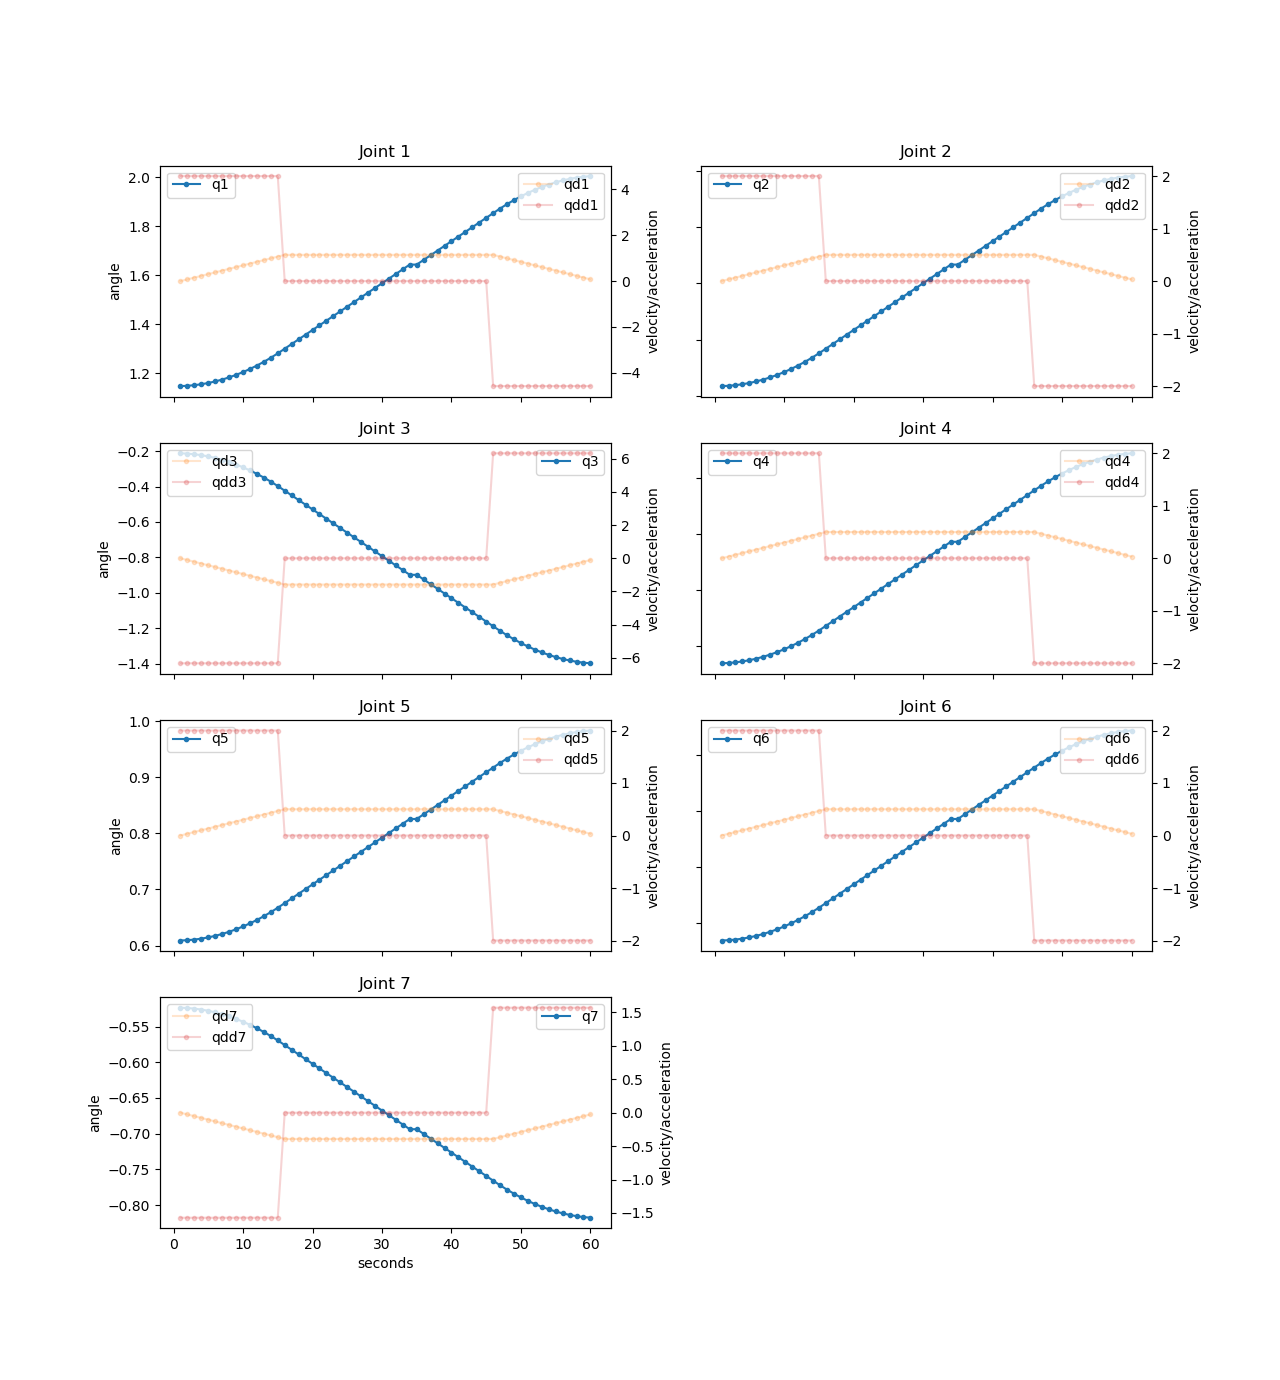 Joint 1
q1
qd1
qdd1
2.0
1.8
1.6
1.4
1.2
angle
4
2
0
−2
−4
velocity/acceleration
Joint 2
q2
qd2
qdd2
2
1
0
−1
−2
velocity/acceleration
Joint 3
qd3
qdd3
q3
−0.2
−0.4
−0.6
−0.8
−1.0
−1.2
−1.4
angle
6
4
2
0
−2
−4
−6
velocity/acceleration
Joint 4
q4
qd4
qdd4
2
1
0
−1
−2
velocity/acceleration
Joint 5
q5
qd5
qdd5
1.0
0.9
0.8
0.7
0.6
angle
2
1
0
−1
−2
velocity/acceleration
Joint 6
q6
qd6
qdd6
2
1
0
−1
−2
velocity/acceleration
Joint 7
qd7
qdd7
q7
−0.55
−0.60
−0.65
−0.70
−0.75
−0.80
angle
1.5
1.0
0.5
0.0
−0.5
−1.0
−1.5
velocity/acceleration
0 10 20 30 40 50 60
seconds